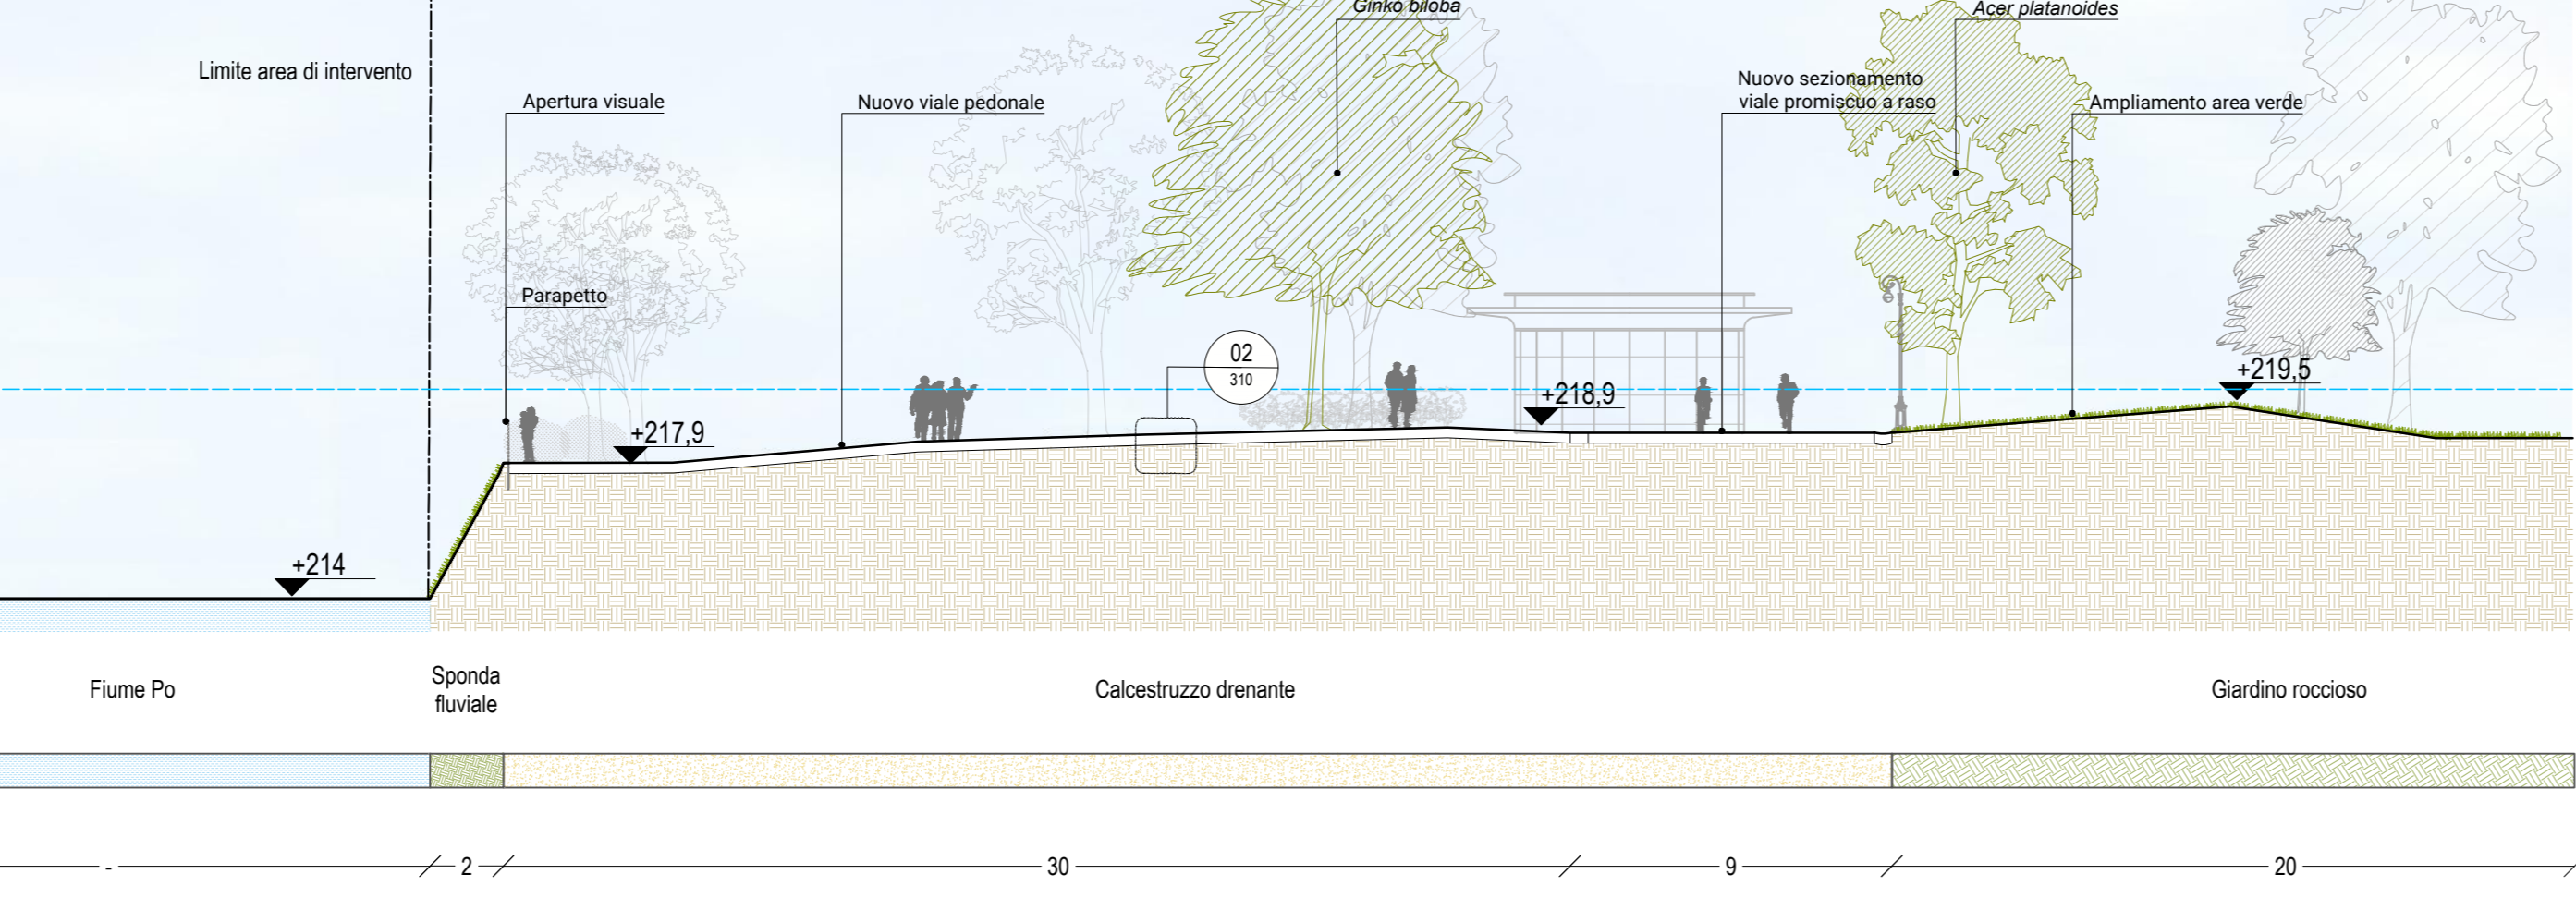 Ginko biloba
Acer platanoides
Limite area di intervento
Apertura visuale
Nuovo viale pedonale
Nuovo sezionamento
viale promiscuo a raso
Ampliamento area verde
Parapetto
02
310
+219,5
+218,9
+217,9
+214
Fiume Po
Sponda
fluviale
Calcestruzzo drenante
Giardino roccioso
-
2
30
9
20